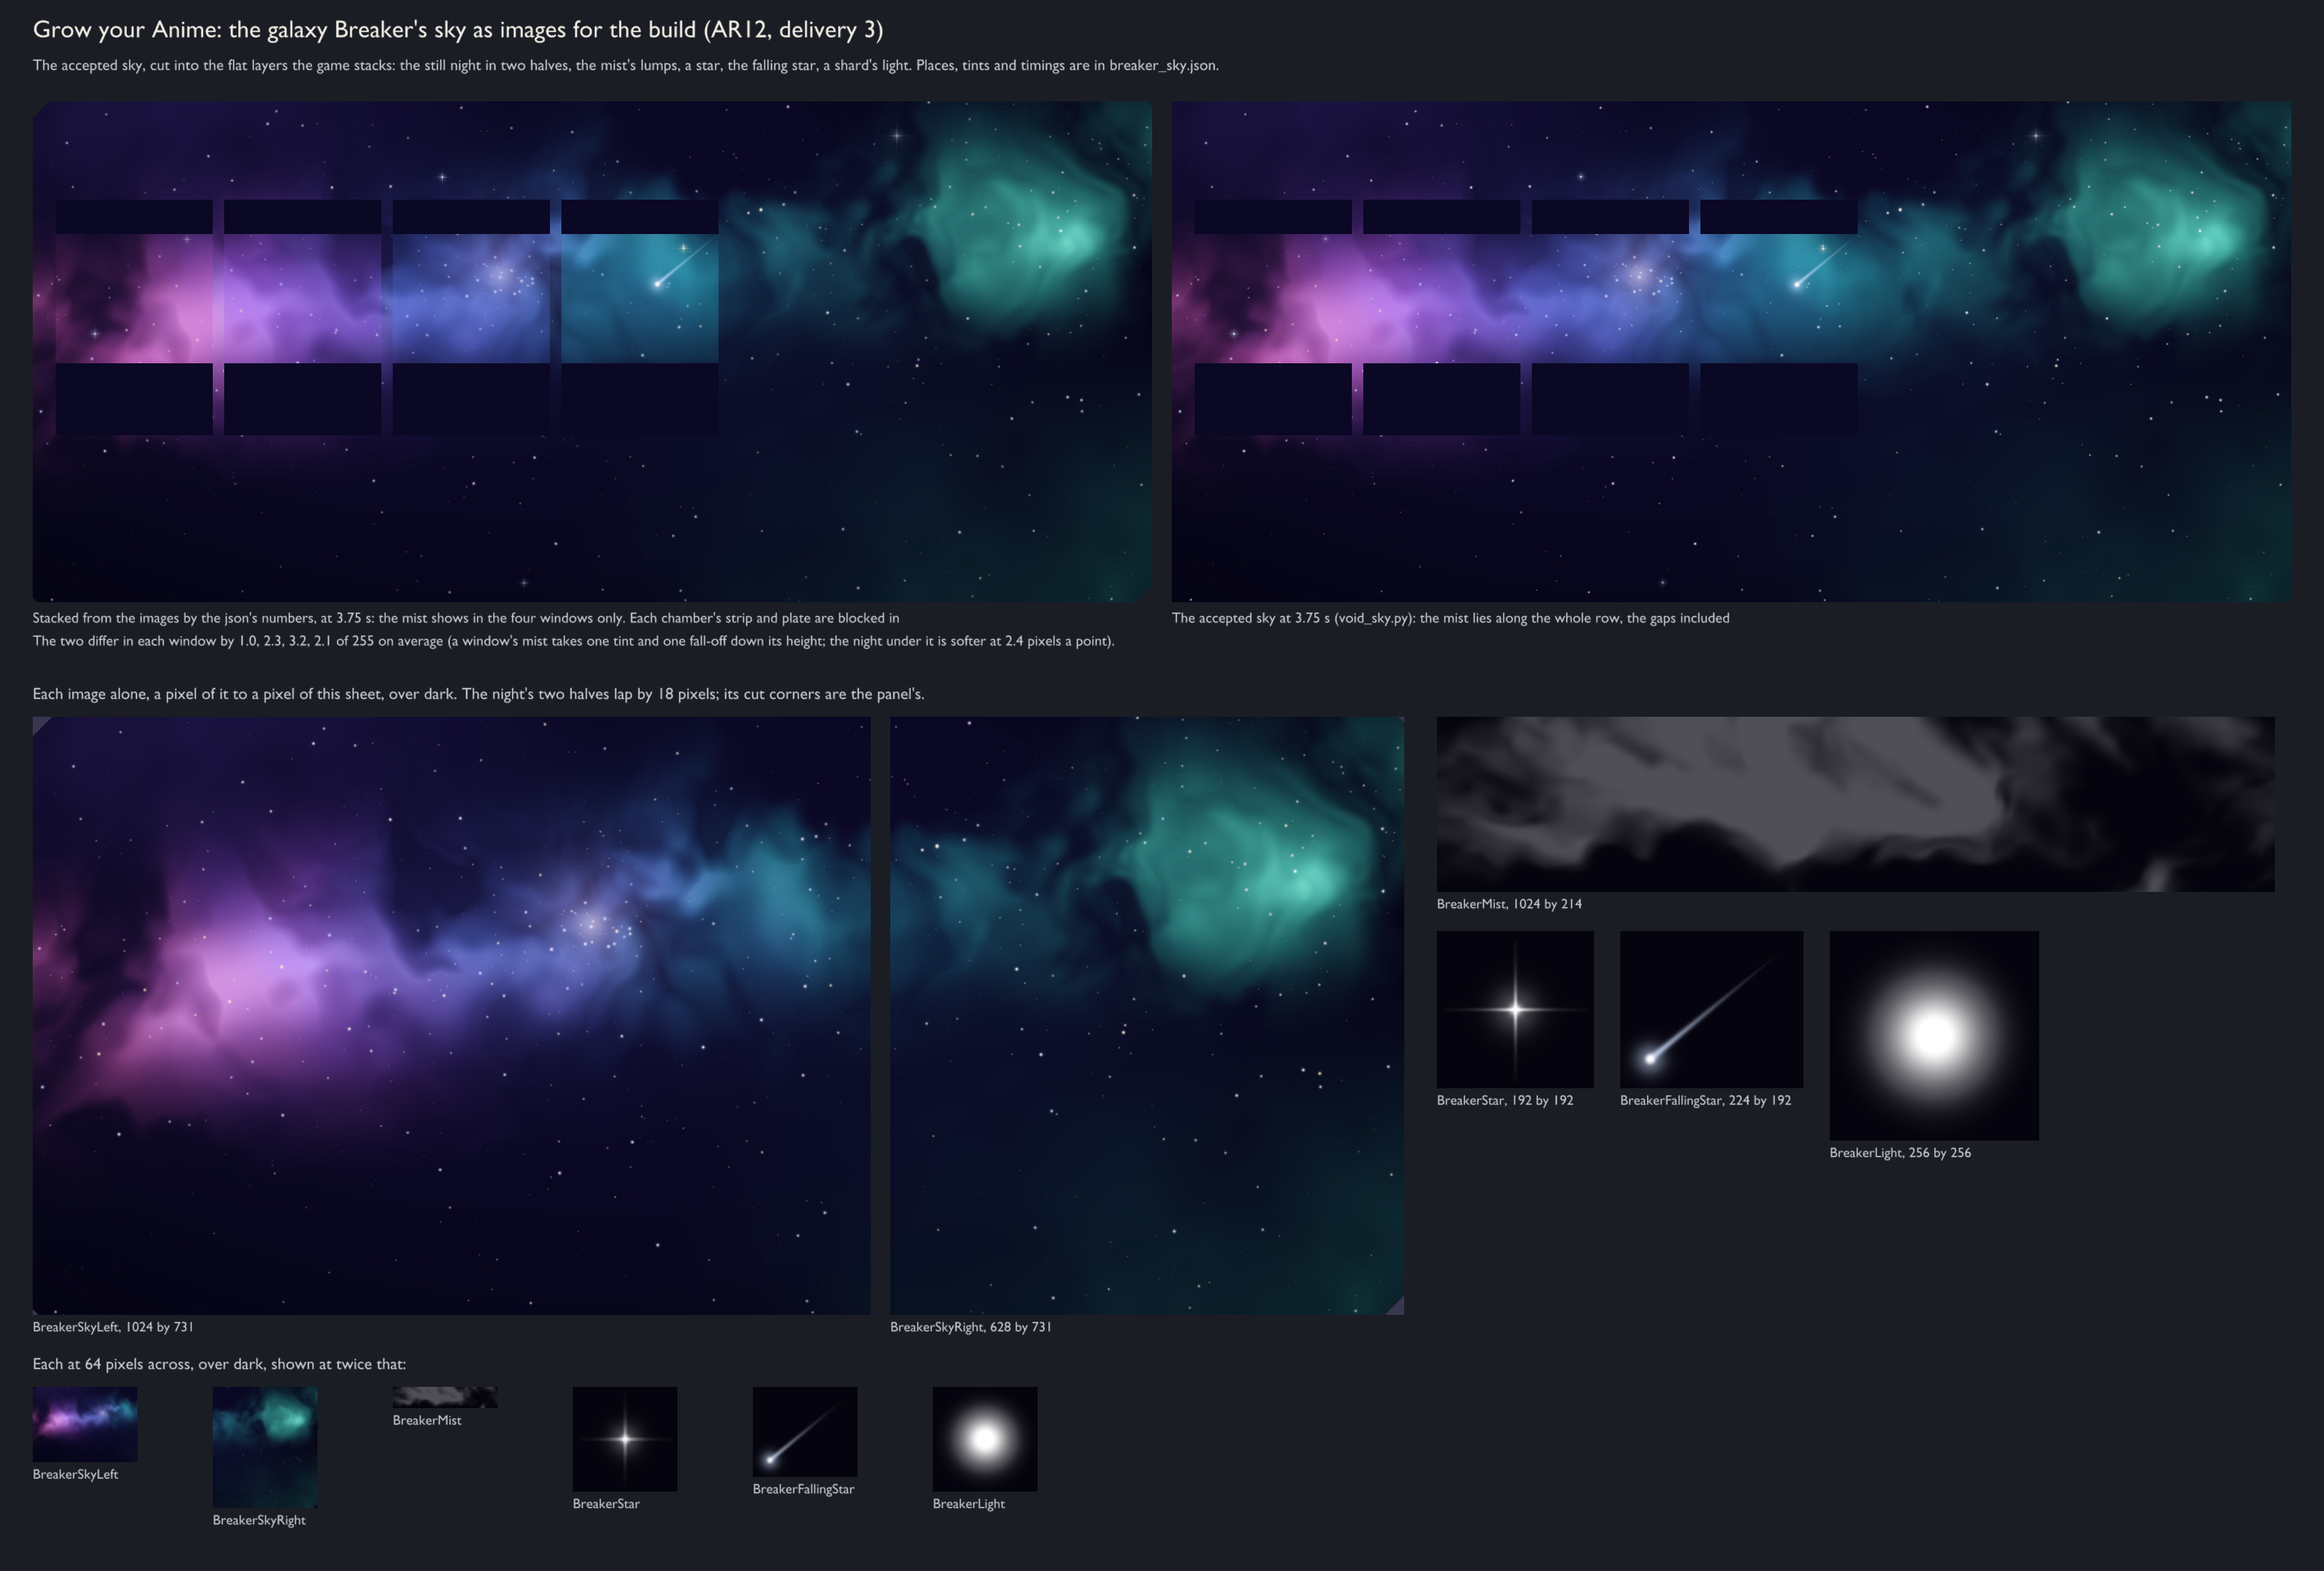 Grow your Anime: the galaxy Breaker's sky as images for the build (AR12, delivery 3)
The accepted sky, cut into the flat layers the game stacks: the still night in two halves, the mist's lumps, a star, the falling star, a shard's light. Places, tints and timings are in breaker_sky.json.
Stacked from the images by the json's numbers, at 3.75 s: the mist shows in the four windows only. Each chamber's strip and plate are blocked in
The two differ in each window by 1.0, 2.3, 3.2, 2.1 of 255 on average (a window's mist takes one tint and one fall-off down its height; the night under it is softer at 2.4 pixels a point).
The accepted sky at 3.75 s (void_sky.py): the mist lies along the whole row, the gaps included
Each image alone, a pixel of it to a pixel of this sheet, over dark. The night's two halves lap by 18 pixels; its cut corners are the panel's.
BreakerMist, 1024 by 214
BreakerStar, 192 by 192
BreakerFallingStar, 224 by 192
BreakerLight, 256 by 256
BreakerSkyLeft, 1024 by 731
BreakerSkyRight, 628 by 731
Each at 64 pixels across, over dark, shown at twice that:
BreakerSkyLeft
BreakerSkyRight
BreakerMist
BreakerStar
BreakerFallingStar
BreakerLight